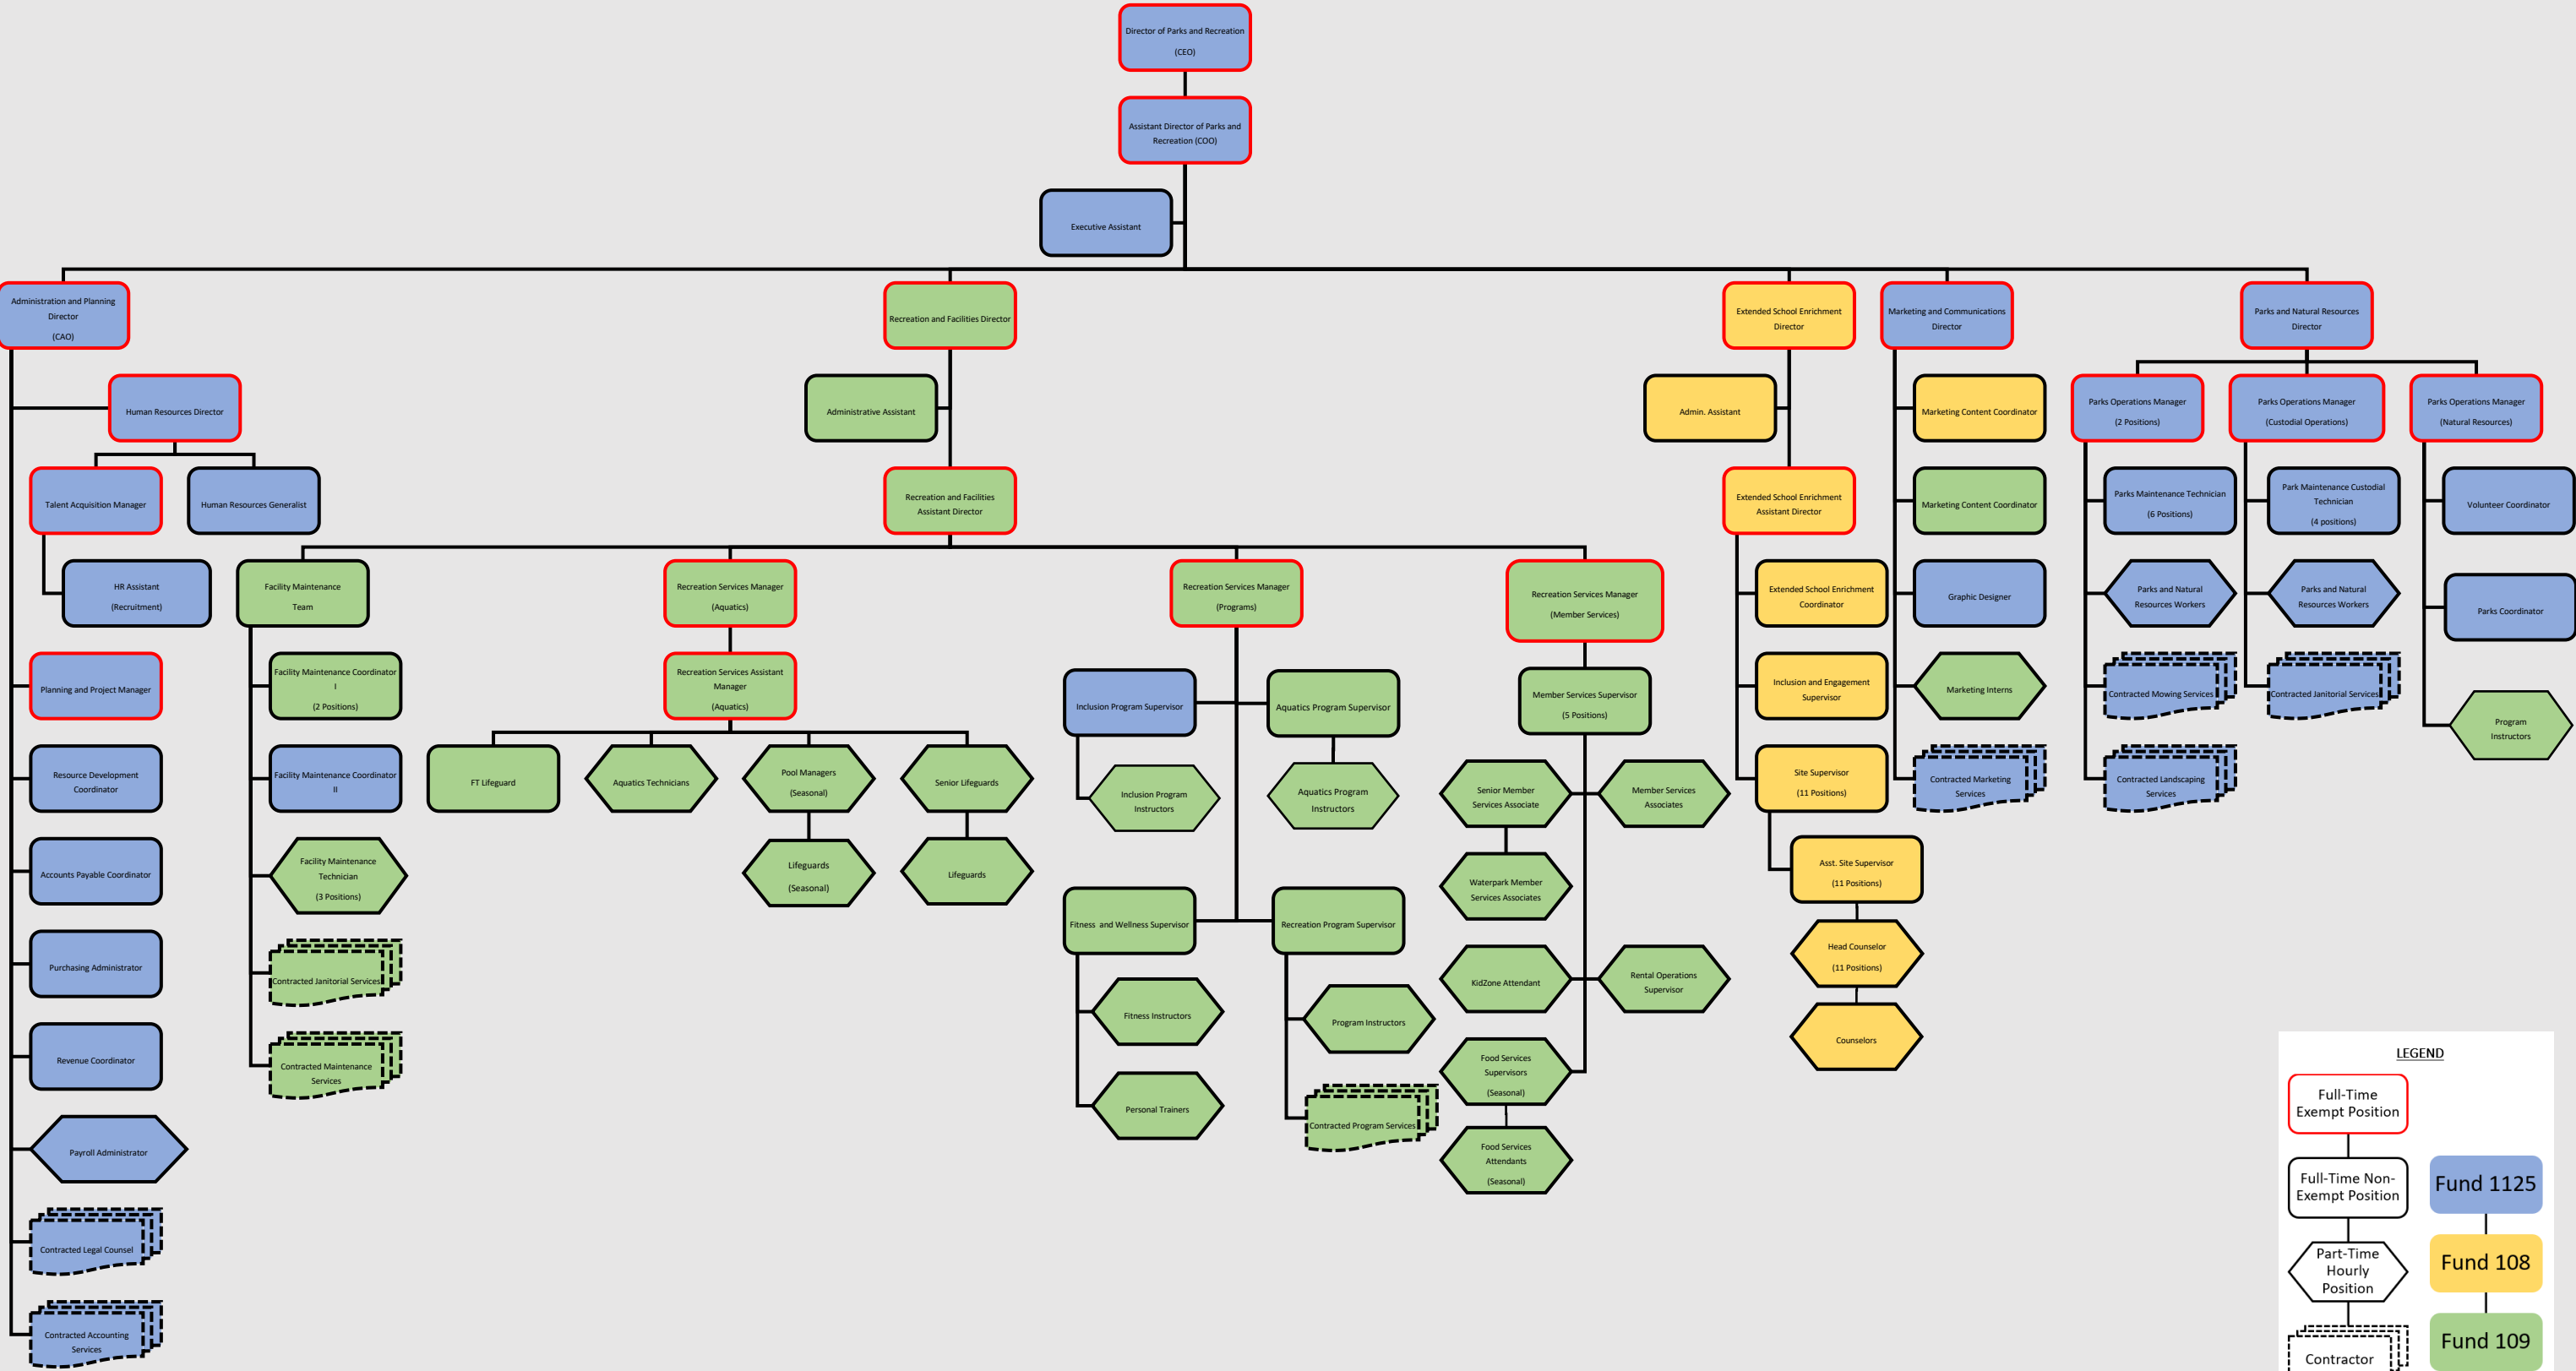 Director of Parks and Recreation
(CEO)
Assistant Director of Parks and
Recreation (COO)
Executive Assistant
Administration and Planning
Director
(CAO)
Recreation and Facilities Director
Extended School Enrichment
Director
Marketing and Communications
Director
Parks and Natural Resources
Director
Human Resources Director
Administrative Assistant
Admin. Assistant
Marketing Content Coordinator
Parks Operations Manager
(2 Positions)
Parks Operations Manager
(Custodial Operations)
Parks Operations Manager
(Natural Resources)
Talent Acquisition Manager
Human Resources Generalist
Recreation and Facilities
Assistant Director
Extended School Enrichment
Assistant Director
Marketing Content Coordinator
Parks Maintenance Technician
(6 Positions)
Park Maintenance Custodial
Technician
(4 positions)
Volunteer Coordinator
HR Assistant
(Recruitment)
Facility Maintenance
Team
Recreation Services Manager
(Aquatics)
Recreation Services Manager
(Programs)
Recreation Services Manager
(Member Services)
Extended School Enrichment
Coordinator
Graphic Designer
Parks and Natural
Resources Workers
Parks and Natural
Resources Workers
Parks Coordinator
Planning and Project Manager
Facility Maintenance Coordinator
I
(2 Positions)
Recreation Services Assistant
Manager
(Aquatics)
Inclusion Program Supervisor
Aquatics Program Supervisor
Member Services Supervisor
(5 Positions)
Inclusion and Engagement
Supervisor
Marketing Interns
Contracted Mowing Services
Contracted Janitorial Services
Program
Instructors
Resource Development
Coordinator
Facility Maintenance Coordinator
II
FT Lifeguard
Aquatics Technicians
Pool Managers
(Seasonal)
Senior Lifeguards
Inclusion Program
Instructors
Aquatics Program
Instructors
Senior Member
Services Associate
Member Services
Associates
Site Supervisor
(11 Positions)
Contracted Marketing
Services
Contracted Landscaping
Services
Accounts Payable Coordinator
Facility Maintenance
Technician
(3 Positions)
Lifeguards
(Seasonal)
Lifeguards
Waterpark Member
Services Associates
Asst. Site Supervisor
(11 Positions)
Purchasing Administrator
Contracted Janitorial Services
Fitness and Wellness Supervisor
Recreation Program Supervisor
KidZone Attendant
Rental Operations
Supervisor
Head Counselor
(11 Positions)
Revenue Coordinator
Contracted Maintenance
Services
Fitness Instructors
Program Instructors
Food Services
Supervisors
(Seasonal)
Counselors
Payroll Administrator
Personal Trainers
Contracted Program Services
Food Services
Attendants
(Seasonal)
Contracted Legal Counsel
Contracted Accounting
Services
LEGEND
Full-Time
Exempt Position
Full-Time Non-
Exempt Position
Part-Time
Hourly
Position
Contractor
Fund 1125
Fund 108
Fund 109